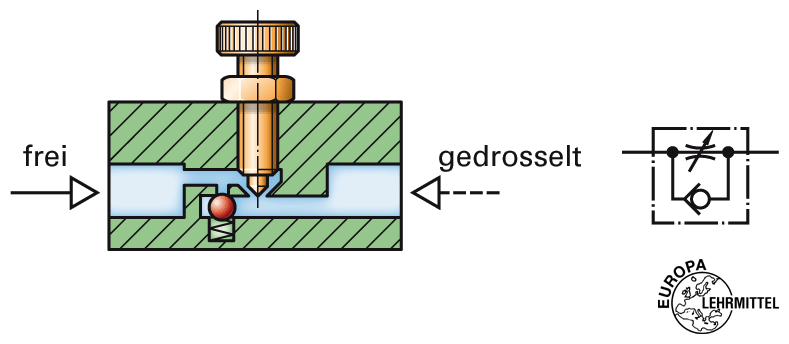 frei
gedrosselt
EUROPA
LEHRMITTEL